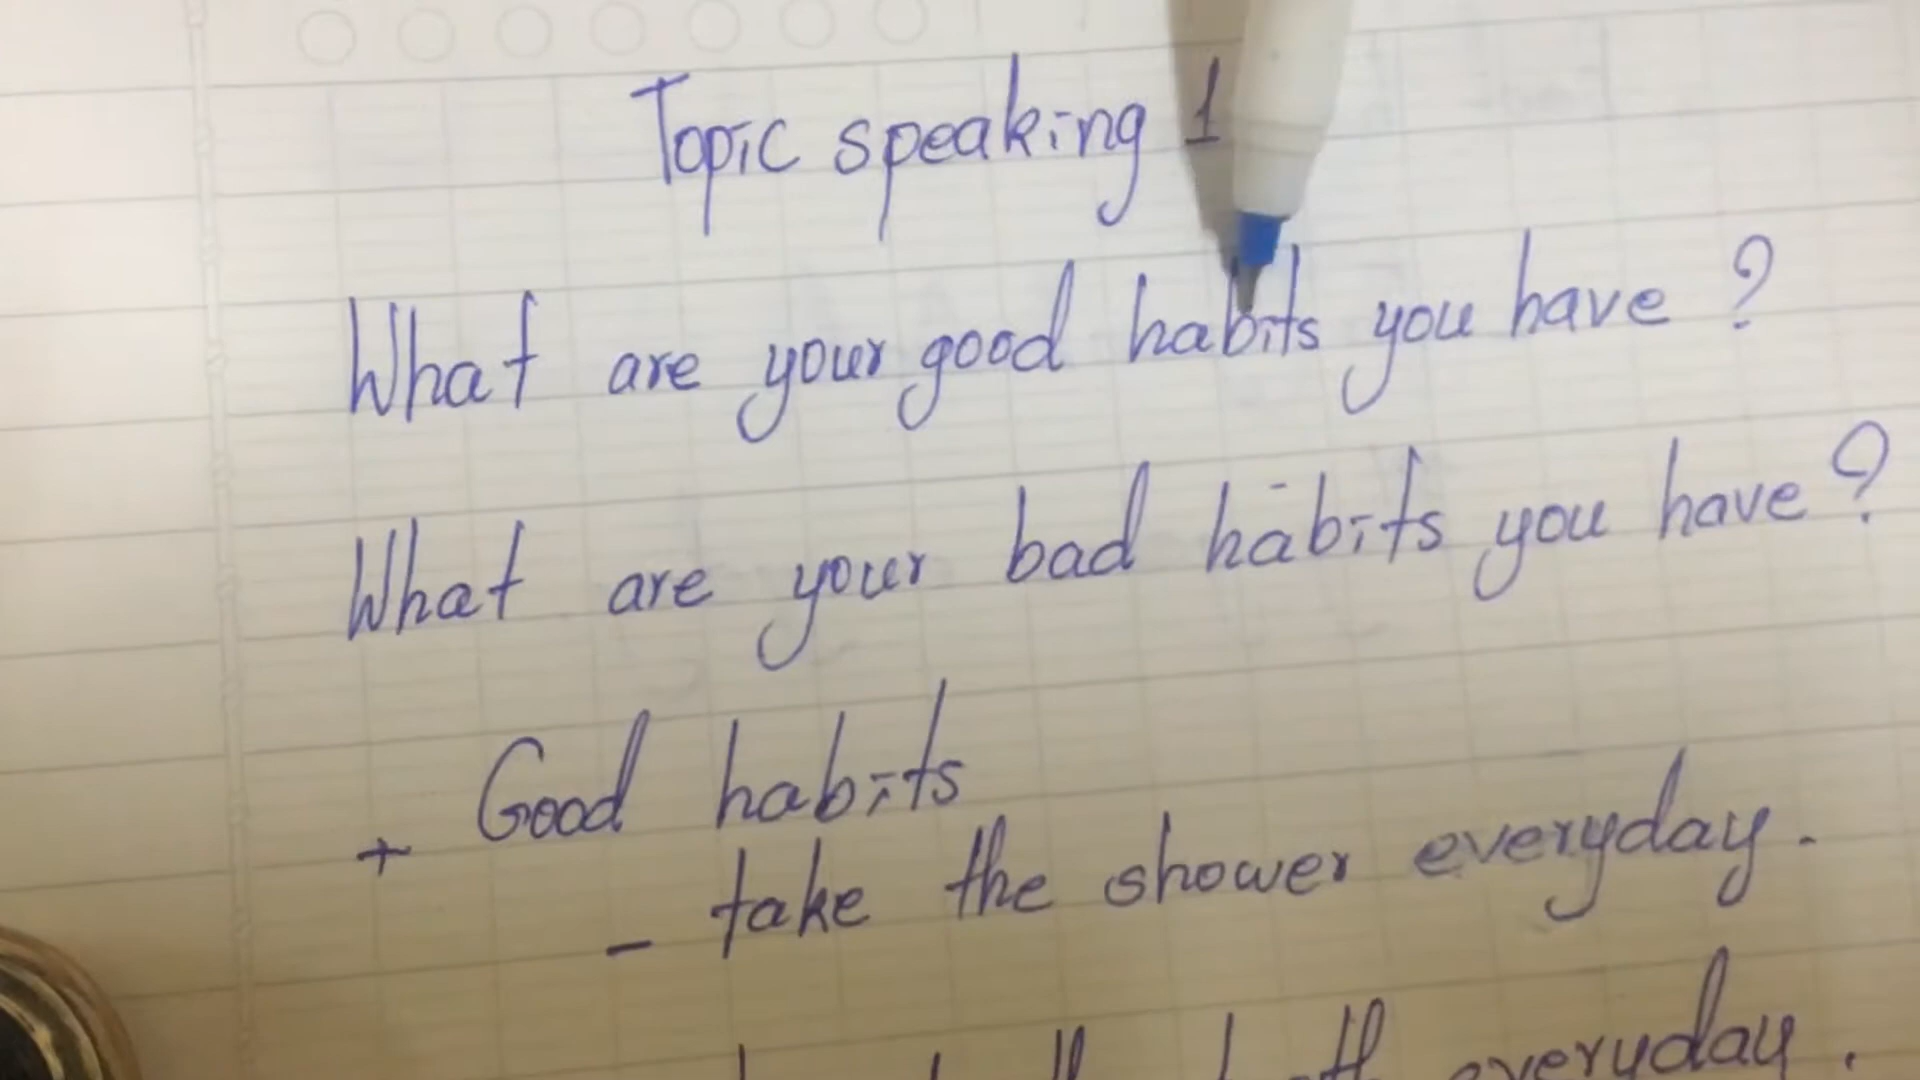 Topic speaking 1
What are your good habits you have ?
What are your bad habits you have ?
+ Good habits
- take the shower everyday.
everyday.